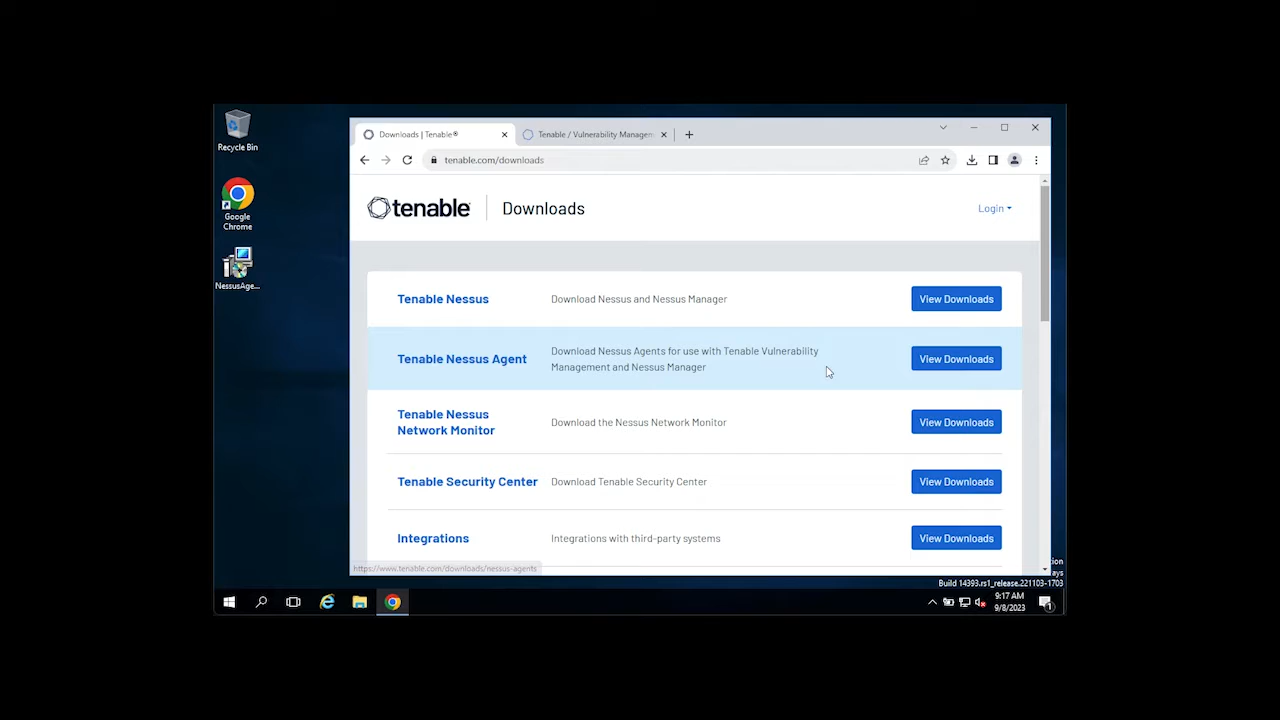 Recycle Bin
Google
Chrome
NessusAge...
Downloads | Tenable®
Tenable / Vulnerability Managem
tenable.com/downloads
tenable
Downloads
Login
Tenable Nessus
Download Nessus and Nessus Manager
View Downloads
Tenable Nessus Agent
Download Nessus Agents for use with Tenable Vulnerability
Management and Nessus Manager
View Downloads
Tenable Nessus
Network Monitor
Download the Nessus Network Monitor
View Downloads
Tenable Security Center
Download Tenable Security Center
View Downloads
Integrations
Integrations with third-party systems
View Downloads
https://www.tenable.com/downloads/nessus-agents
ion
ays
Build 14393.rs1_release.221103-1703
9:17 AM
9/8/2023
1